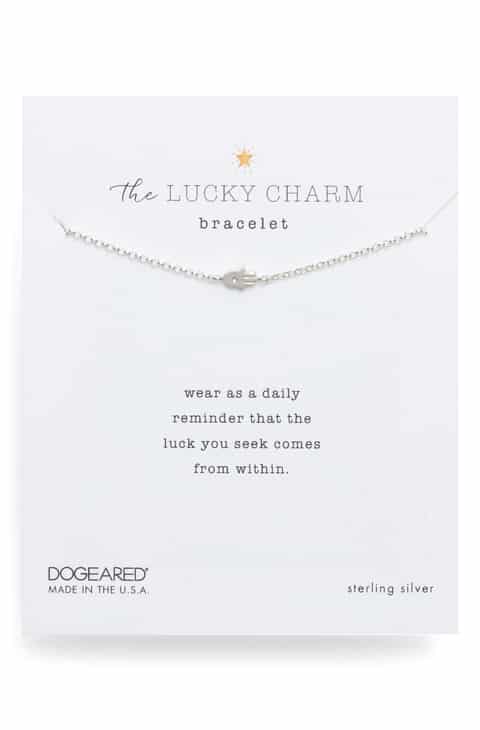 the LUCKY CHARM
bracelet
wear as a daily
reminder that the
luck you seek comes
from within.
DOGEARED®
MADE IN THE U.S.A.
sterling silver